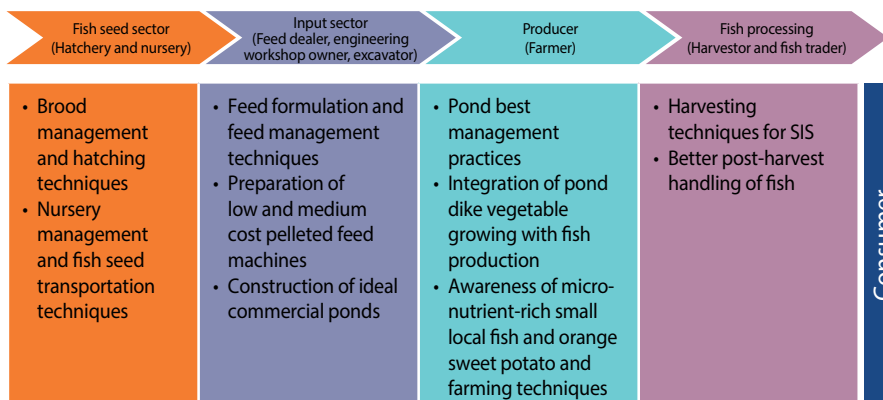 Fish seed sector
(Hatchery and nursery)
Input sector
(Feed dealer, engineering
workshop owner, excavator)
Producer
(Farmer)
Fish processing
(Harvestor and fish trader)
• Brood
management
and hatching
techniques
• Nursery
management
and fish seed
transportation
techniques
• Feed formulation and
feed management
techniques
• Preparation of
low and medium
cost pelleted feed
machines
• Construction of ideal
commercial ponds
• Pond best
management
practices
• Integration of pond
dike vegetable
growing with fish
production
• Awareness of micro-
nutrient-rich small
local fish and orange
sweet potato and
farming techniques
• Harvesting
techniques for SIS
• Better post-harvest
handling of fish
Consumer